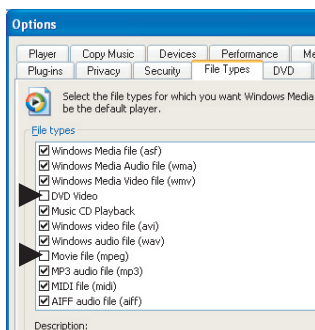 Options
Player Copy Music Devices Performance Me
Plug-ins Privacy Security File Types DVD
Select the file types for which you want Windows Media
be the default player.
File types
Windows Media file (asf)
Windows Media Audio file (wma)
Windows Media Video file (wmv)
DVD Video
Music CD Playback
Windows video file (avi)
Windows audio file (wav)
Movie file (mpeg)
MP3 audio file (mp3)
MIDI file (midi)
AIFF audio file (aiff)
Description: